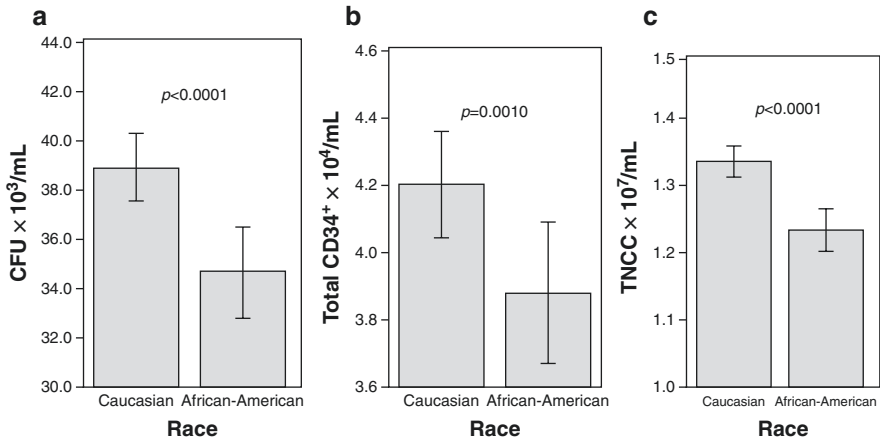 a
CFU × 10³/mL
44.0
42.0
40.0
38.0
36.0
34.0
32.0
30.0
p<0.0001
Caucasian African-American
Race
b
Total CD34⁺ × 10⁴/mL
4.6
4.4
4.2
4.0
3.8
3.6
p=0.0010
Caucasian African-American
Race
c
TNCC × 10⁷/mL
1.5
1.4
1.3
1.2
1.1
1.0
p<0.0001
Caucasian African-American
Race